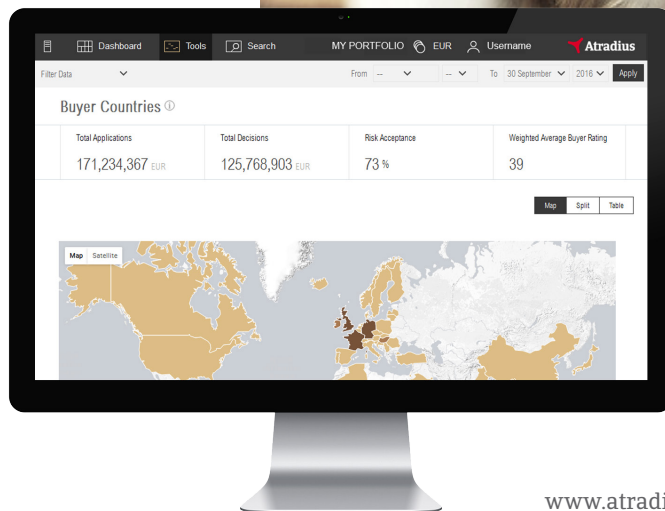 Dashboard Tools Search MY PORTFOLIO EUR Username Atradius
Filter Data From -- -- To 30 September 2016 Apply
Buyer Countries
Total Applications Total Decisions Risk Acceptance Weighted Average Buyer Rating
171,234,367 EUR 125,768,903 EUR 73 % 39
Map Split Table
Map Satellite
www.atradi